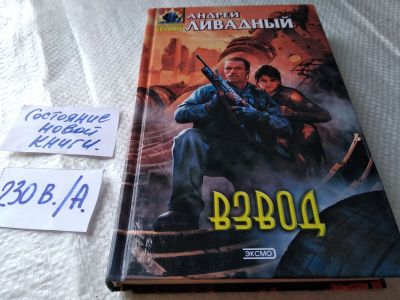 АНДРЕЙ
ЛИВАДНЫЙ
Состояние
новой
книги.
230 В./А.
ВЗВОД
ЭКСМО